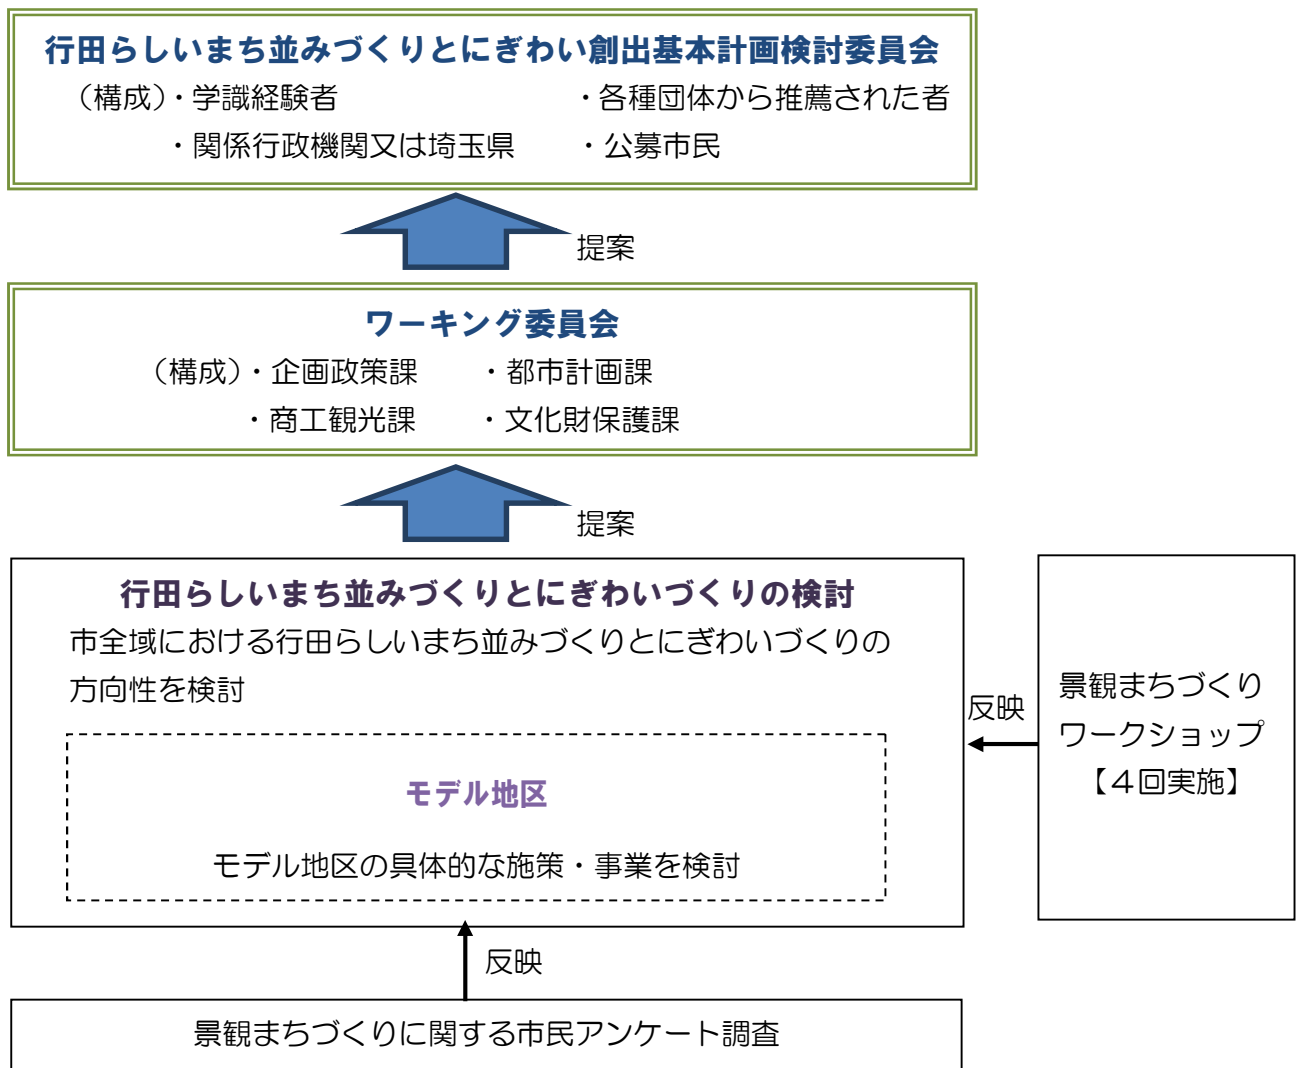 行田らしいまち並みづくりとにぎわい創出基本計画検討委員会
（構成）・学識経験者　・各種団体から推薦された者
・関係行政機関又は埼玉県　・公募市民
提案
ワーキング委員会
（構成）・企画政策課　・都市計画課
・商工観光課　・文化財保護課
提案
行田らしいまち並みづくりとにぎわいづくりの検討
市全域における行田らしいまち並みづくりとにぎわいづくりの
方向性を検討
モデル地区
モデル地区の具体的な施策・事業を検討
反映
景観まちづくり
ワークショップ
【４回実施】
反映
景観まちづくりに関する市民アンケート調査